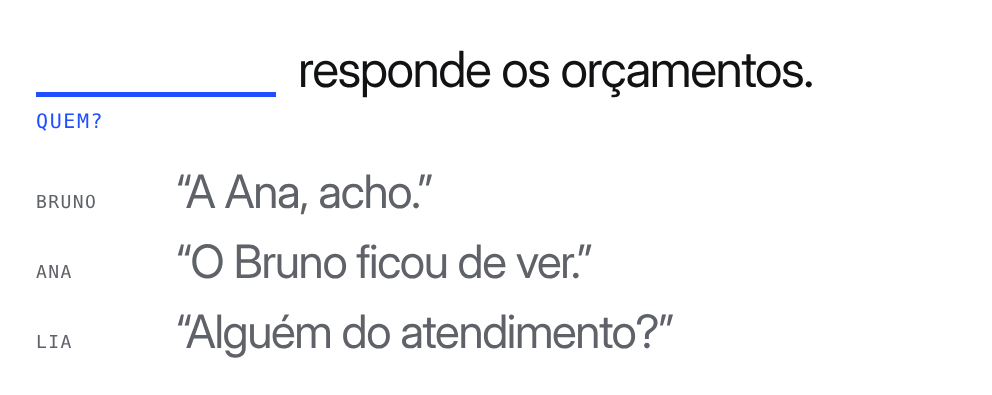 responde os orçamentos.
QUEM?
BRUNO “A Ana, acho.”
ANA “O Bruno ficou de ver.”
LIA “Alguém do atendimento?”